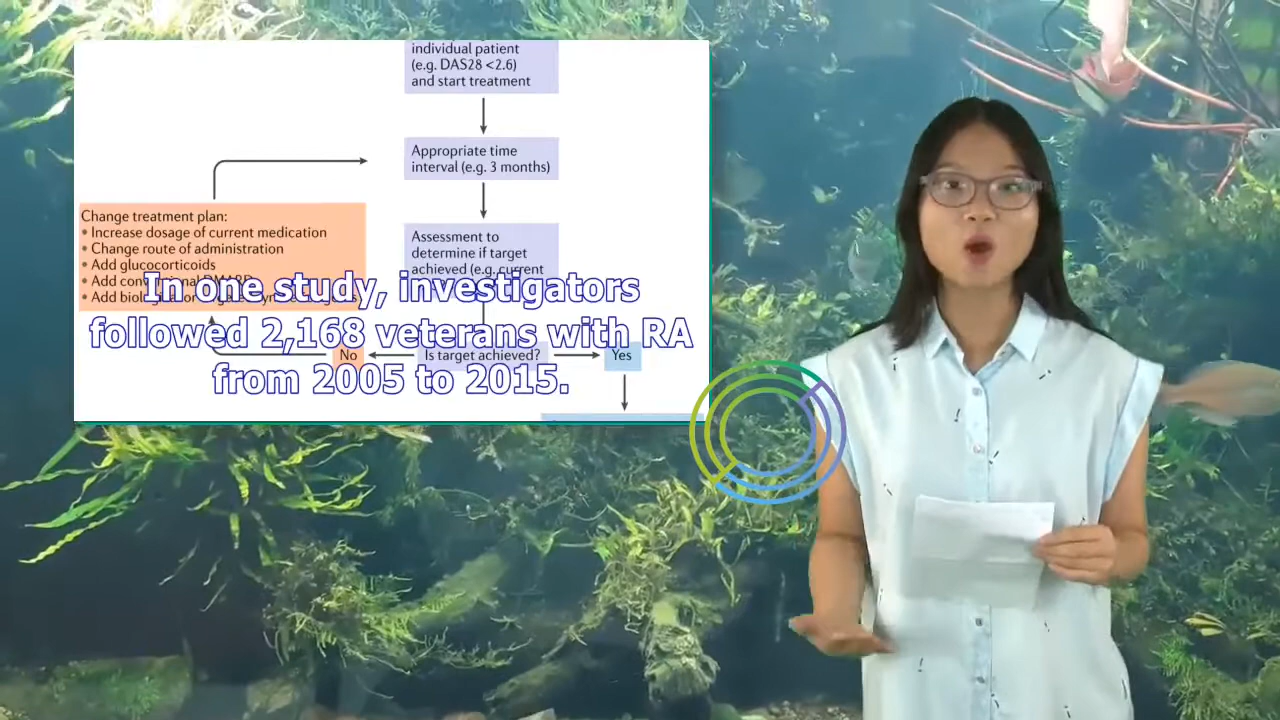 individual patient
(e.g. DAS28 <2.6)
and start treatment
Appropriate time
interval (e.g. 3 months)
Change treatment plan:
• Increase dosage of current medication
• Change route of administration
• Add glucocorticoids
• Add
• Add
Assessment to
determine if target
achieved (e.g. current
In one study, investigators
followed 2,168 veterans with RA
from 2005 to 2015.
No
Is target achieved?
Yes